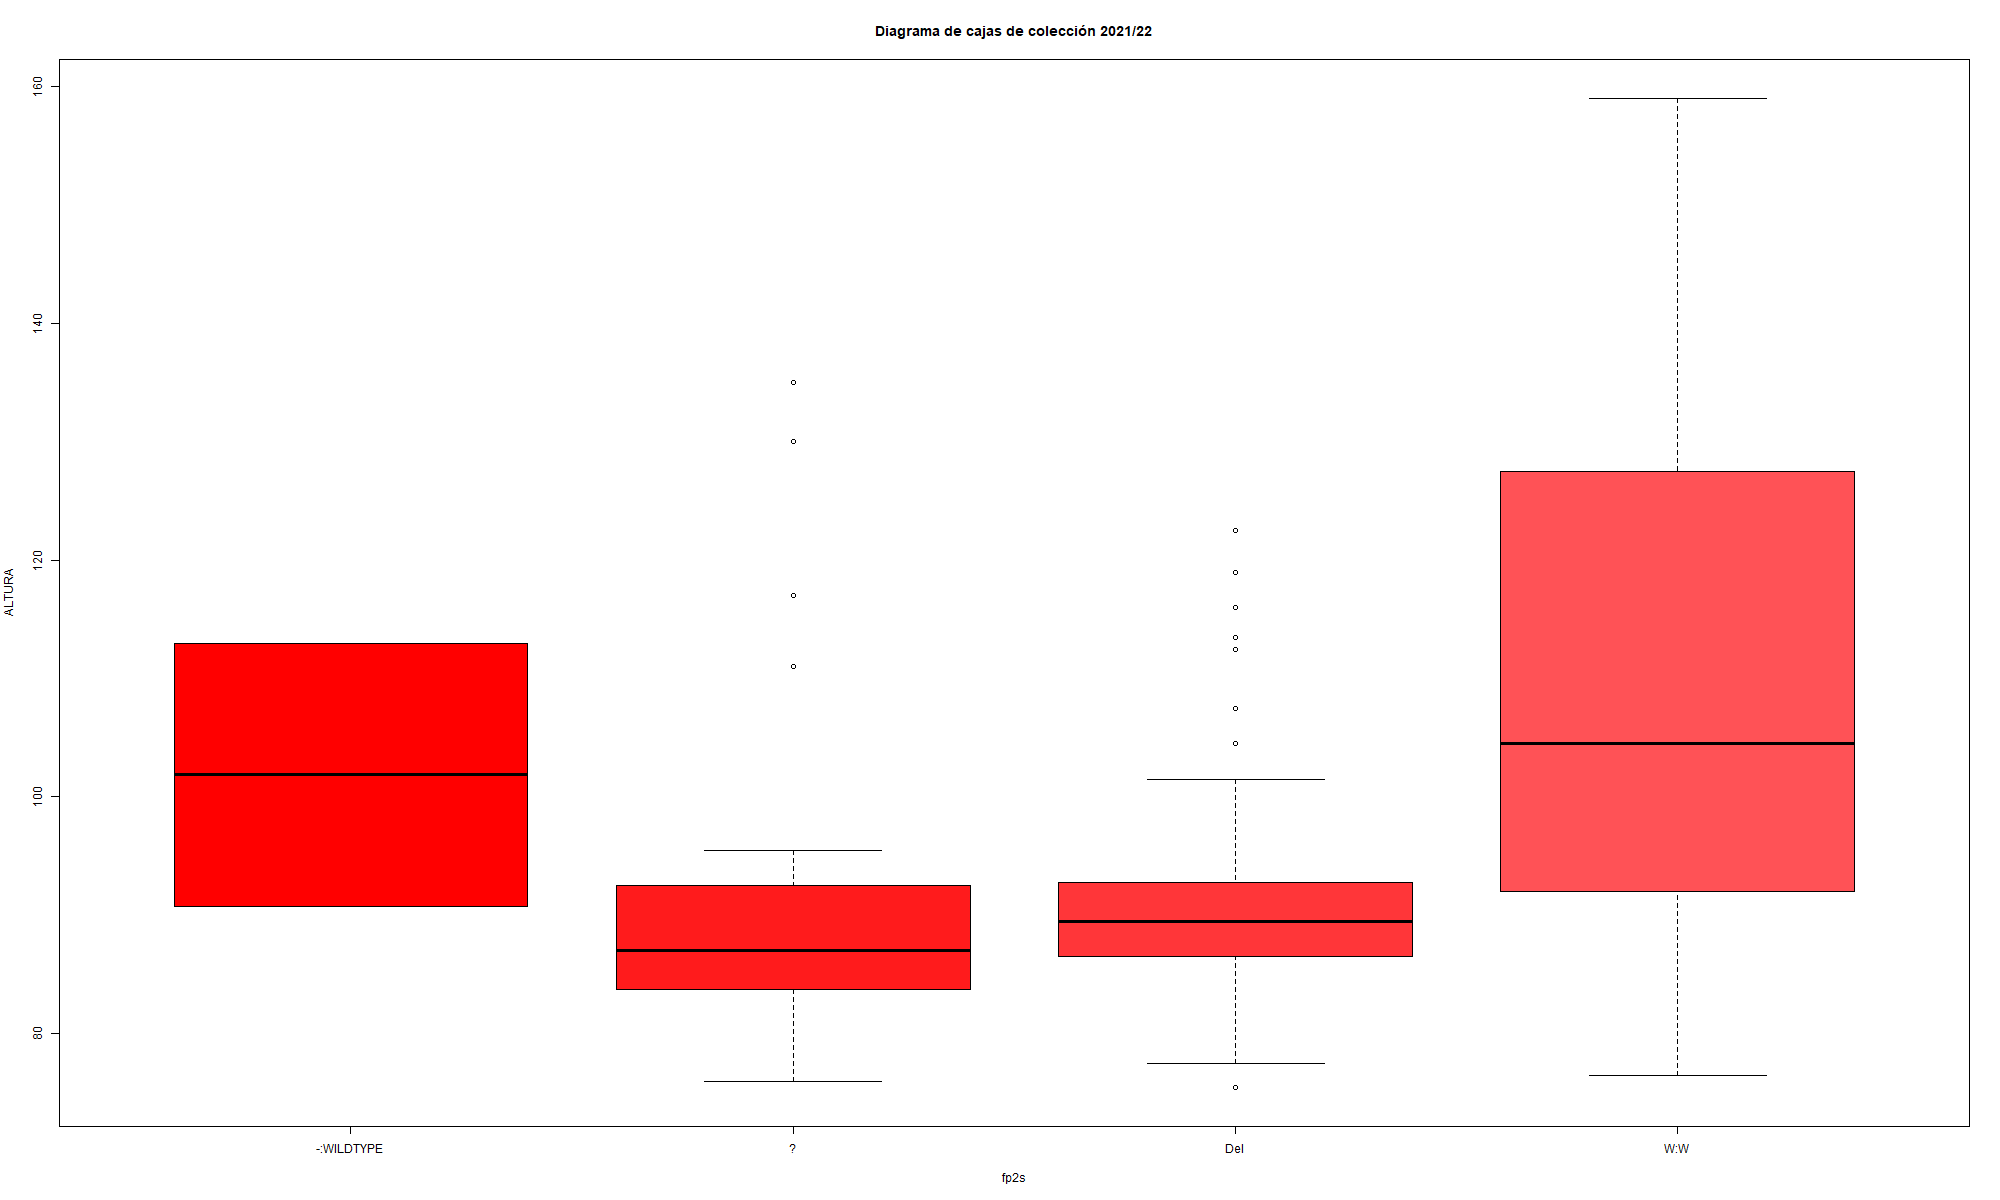 Diagrama de cajas de colección 2021/22
160
140
120
100
80
ALTURA
-:WILDTYPE
?
Del
W:W
fp2s